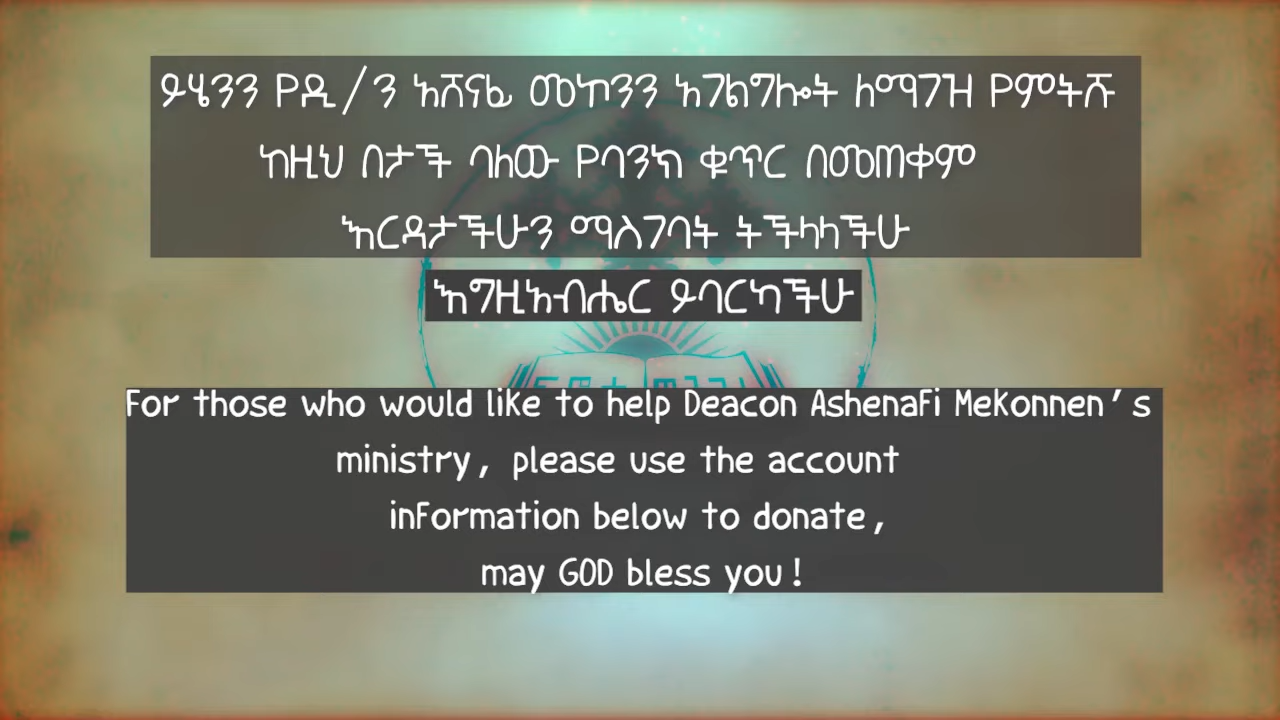 ይሄንን የዲ/ን አሸናፊ መኮንን አገልግሎት ለማገዝ የምትሹ
ከዚህ በታች ባለው የባንክ ቁጥር በመጠቀም
እርዳታችሁን ማስገባት ትችላላችሁ
እግዚአብሔር ይባርካችሁ
For those who would like to help Deacon Ashenafi Mekonnen's
ministry, please use the account
information below to donate,
may GOD bless you!